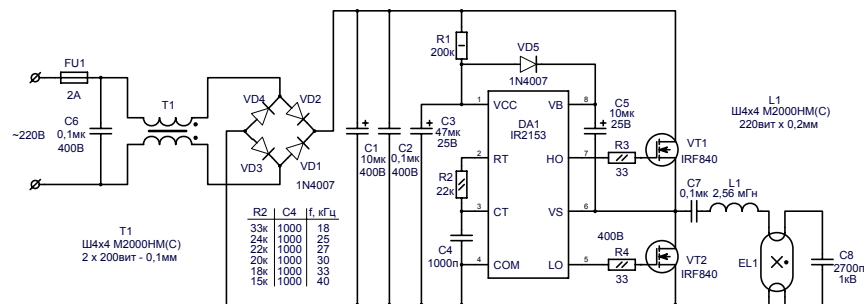 FU1
2А
~220В
C6
0,1мк
400В
T1
VD4
VD2
VD3
VD1
1N4007
T1
Ш4х4 М2000НМ(С)
2 х 200вит - 0,1мм
R2 C4 f, кГц
33к 1000 18
24к 1000 25
22к 1000 27
20к 1000 30
18к 1000 33
15к 1000 40
+
C1
10мк
400В
C2
0,1мк
400В
R1
200к
+
C3
47мк
25В
R2
22к
C4
1000п
VD5
1N4007
DA1
IR2153
1 VCC
2 RT
3 CT
4 COM
VB 8
HO 7
VS 6
LO 5
C5
10мк
25В
+
R3
33
VT1
IRF840
400В
R4
33
VT2
IRF840
C7
0,1мк
L1
2,56 мГн
L1
Ш4х4 М2000НМ(С)
220вит х 0,2мм
EL1
C8
2700п
1кВ